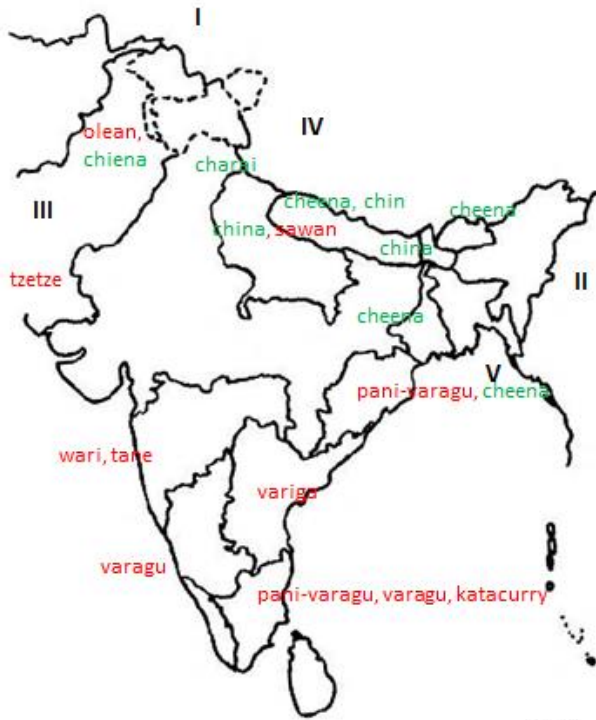 I
olean,
chiena
IV
charai
III
cheena, chin
cheena
china, sawan
china
tzetze
II
cheena
V
pani-varagu, cheena
wari, tane
variga
varagu
pani-varagu, varagu, katacurry